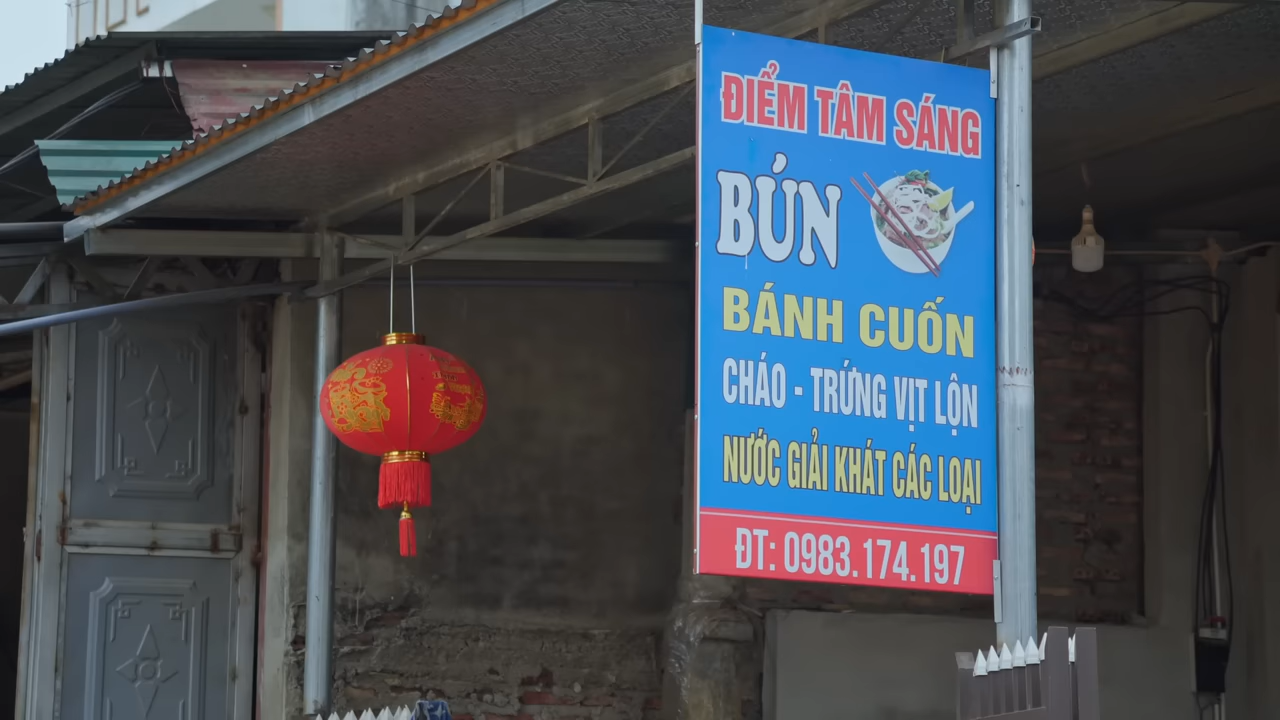 ĐIỂM TÂM SÁNG
BÚN
BÁNH CUỐN
CHÁO - TRỨNG VỊT LỘN
NƯỚC GIẢI KHÁT CÁC LOẠI
ĐT: 0983.174.197